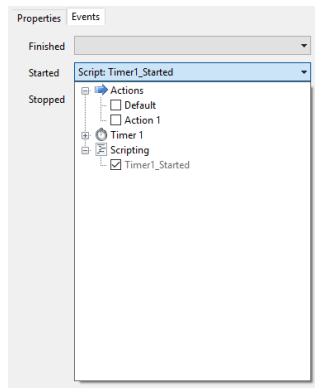 Properties Events
Finished
Started Script: Timer1_Started
Stopped
Actions
Default
Action 1
Timer 1
Scripting
Timer1_Started